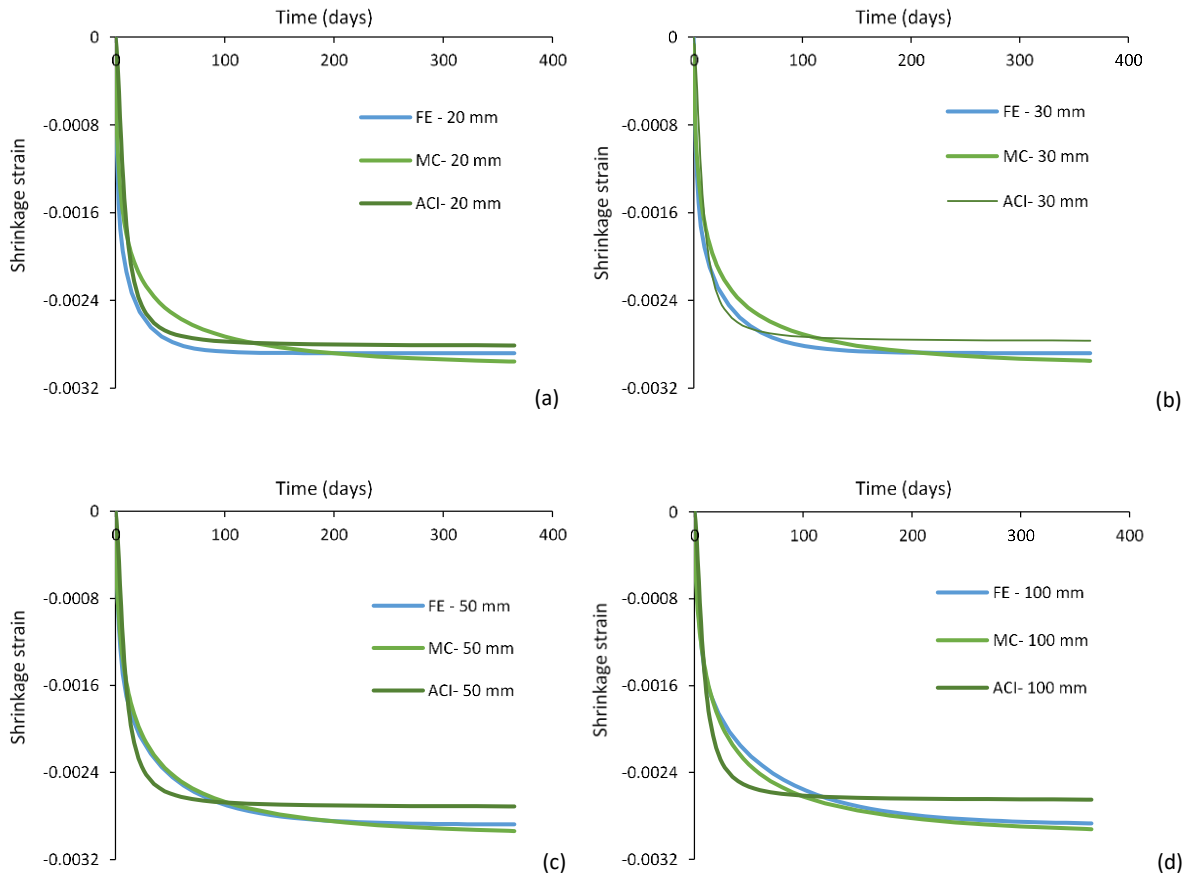 Time (days)
0
0 100 200 300 400
-0.0008
-0.0016
-0.0024
-0.0032
Shrinkage strain
FE - 20 mm
MC- 20 mm
ACI- 20 mm
(a)
Time (days)
0
0 100 200 300 400
-0.0008
-0.0016
-0.0024
-0.0032
Shrinkage strain
FE - 30 mm
MC- 30 mm
ACI- 30 mm
(b)
Time (days)
0
0 100 200 300 400
-0.0008
-0.0016
-0.0024
-0.0032
Shrinkage strain
FE - 50 mm
MC- 50 mm
ACI- 50 mm
(c)
Time (days)
0
0 100 200 300 400
-0.0008
-0.0016
-0.0024
-0.0032
Shrinkage strain
FE - 100 mm
MC- 100 mm
ACI- 100 mm
(d)